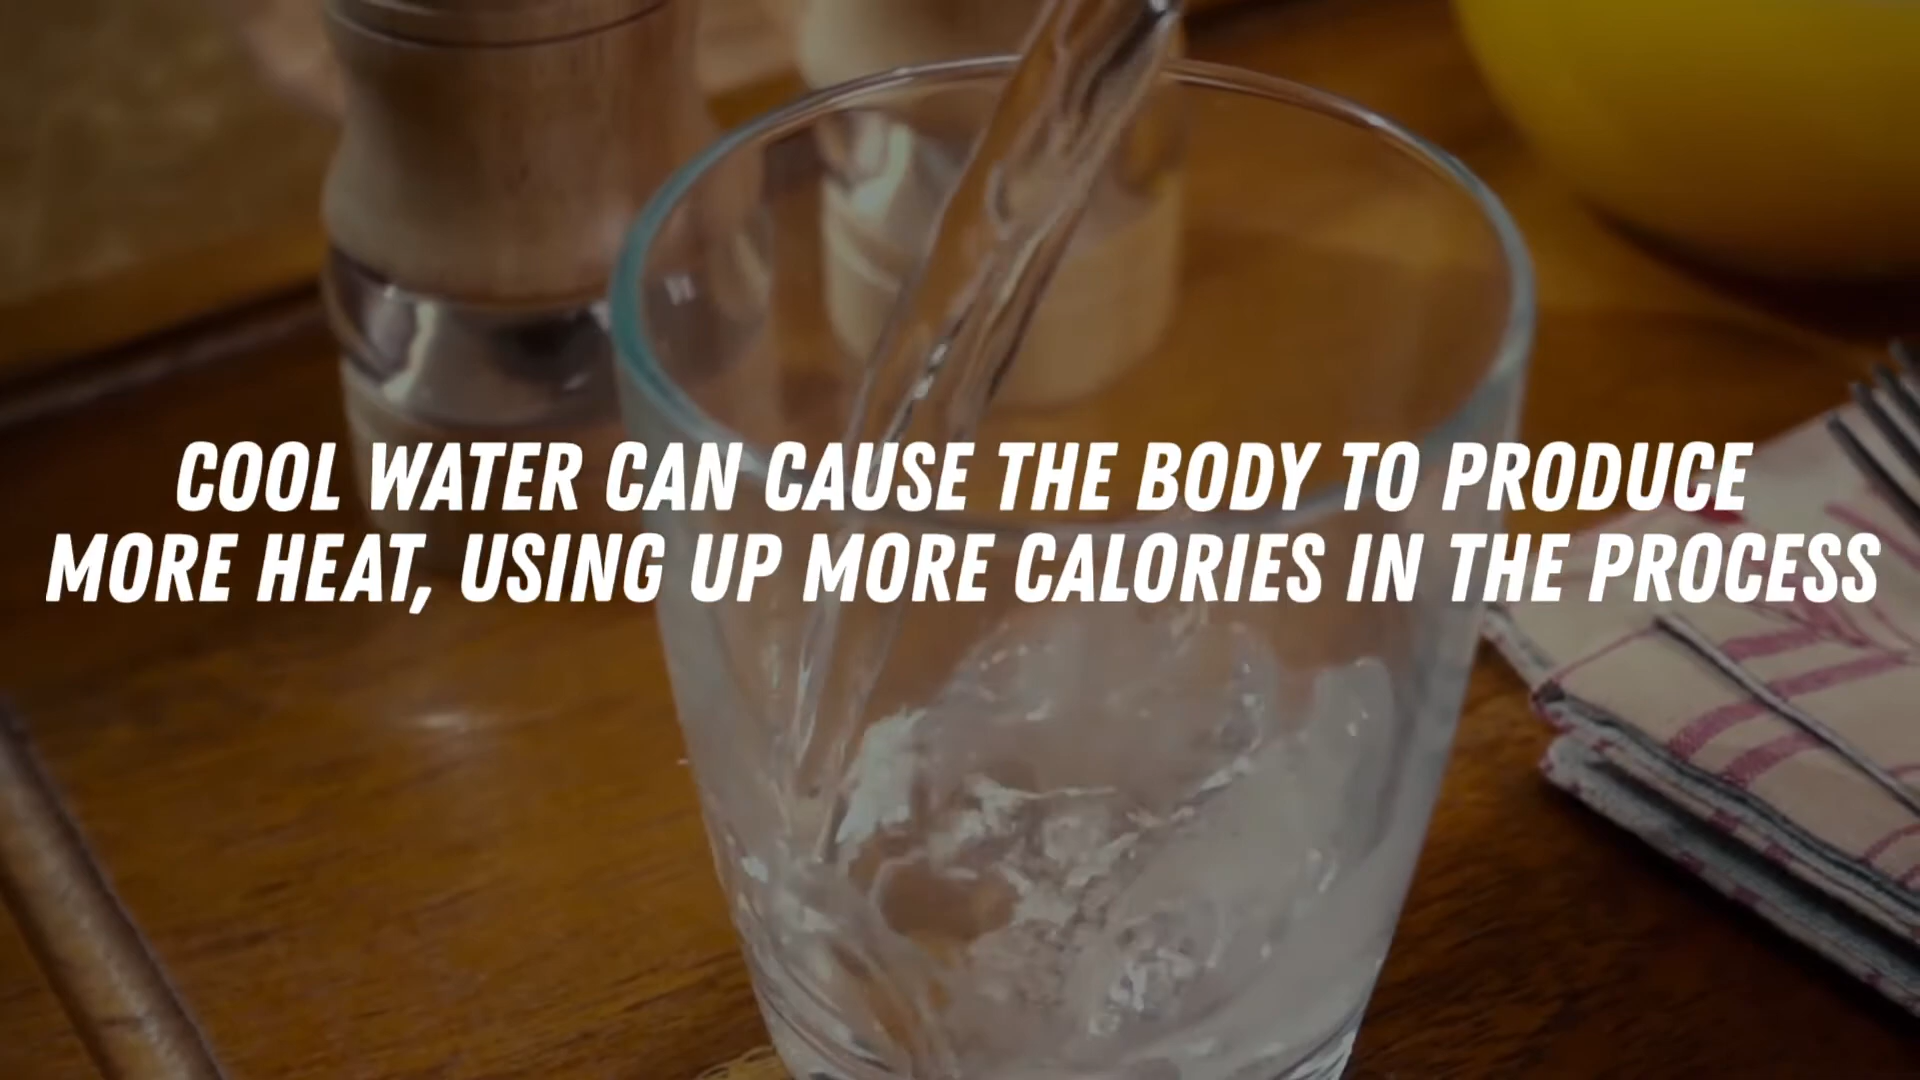 COOL WATER CAN CAUSE THE BODY TO PRODUCE
MORE HEAT, USING UP MORE CALORIES IN THE PROCESS